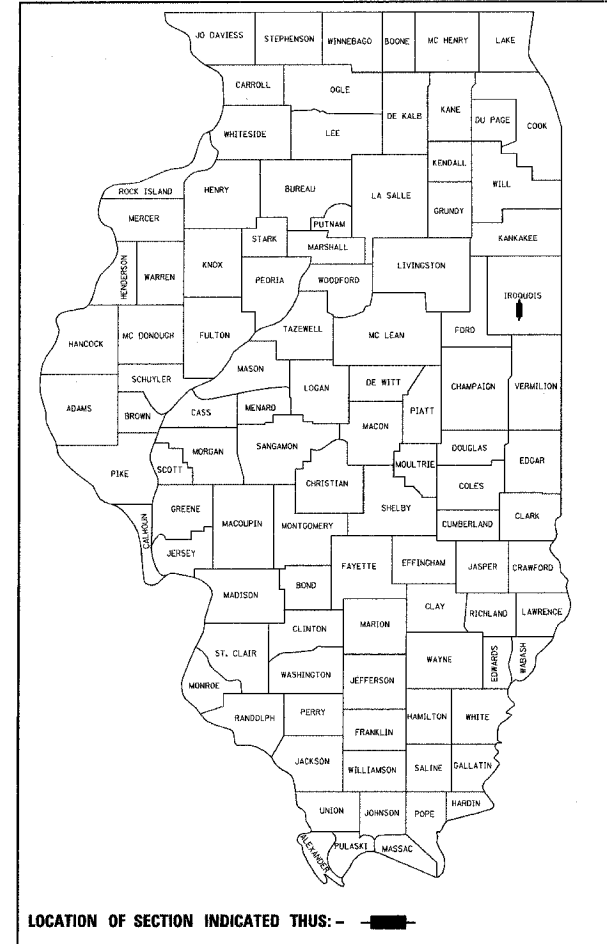 JO DAVIESS STEPHENSON WINNEBAGO BOONE MC HENRY LAKE
CARROLL OGLE DE KALB KANE DU PAGE COOK
WHITESIDE LEE
KENDALL WILL
ROCK ISLAND HENRY BUREAU LA SALLE GRUNDY
MERCER PUTNAM
STARK MARSHALL KANKAKEE
HENDERSON WARREN KNOX PEORIA WOODFORD LIVINGSTON IROQUOIS
HANCOCK MC DONOUGH FULTON TAZEWELL MC LEAN FORD
MASON
SCHUYLER LOGAN DE WITT CHAMPAIGN VERMILION
ADAMS BROWN CASS MENARD MACON PIATT
PIKE SCOTT MORGAN SANGAMON MOULTRIE DOUGLAS EDGAR
CHRISTIAN COLES
CALHOUN GREENE MACOUPIN MONTGOMERY SHELBY CUMBERLAND CLARK
JERSEY
MADISON BOND FAYETTE EFFINGHAM JASPER CRAWFORD
CLINTON MARION CLAY RICHLAND LAWRENCE
ST. CLAIR WASHINGTON JEFFERSON WAYNE EDWARDS WABASH
MONROE
RANDOLPH PERRY FRANKLIN HAMILTON WHITE
JACKSON WILLIAMSON SALINE GALLATIN
UNION JOHNSON POPE HARDIN
ALEXANDER PULASKI MASSAC
LOCATION OF SECTION INDICATED THUS: -